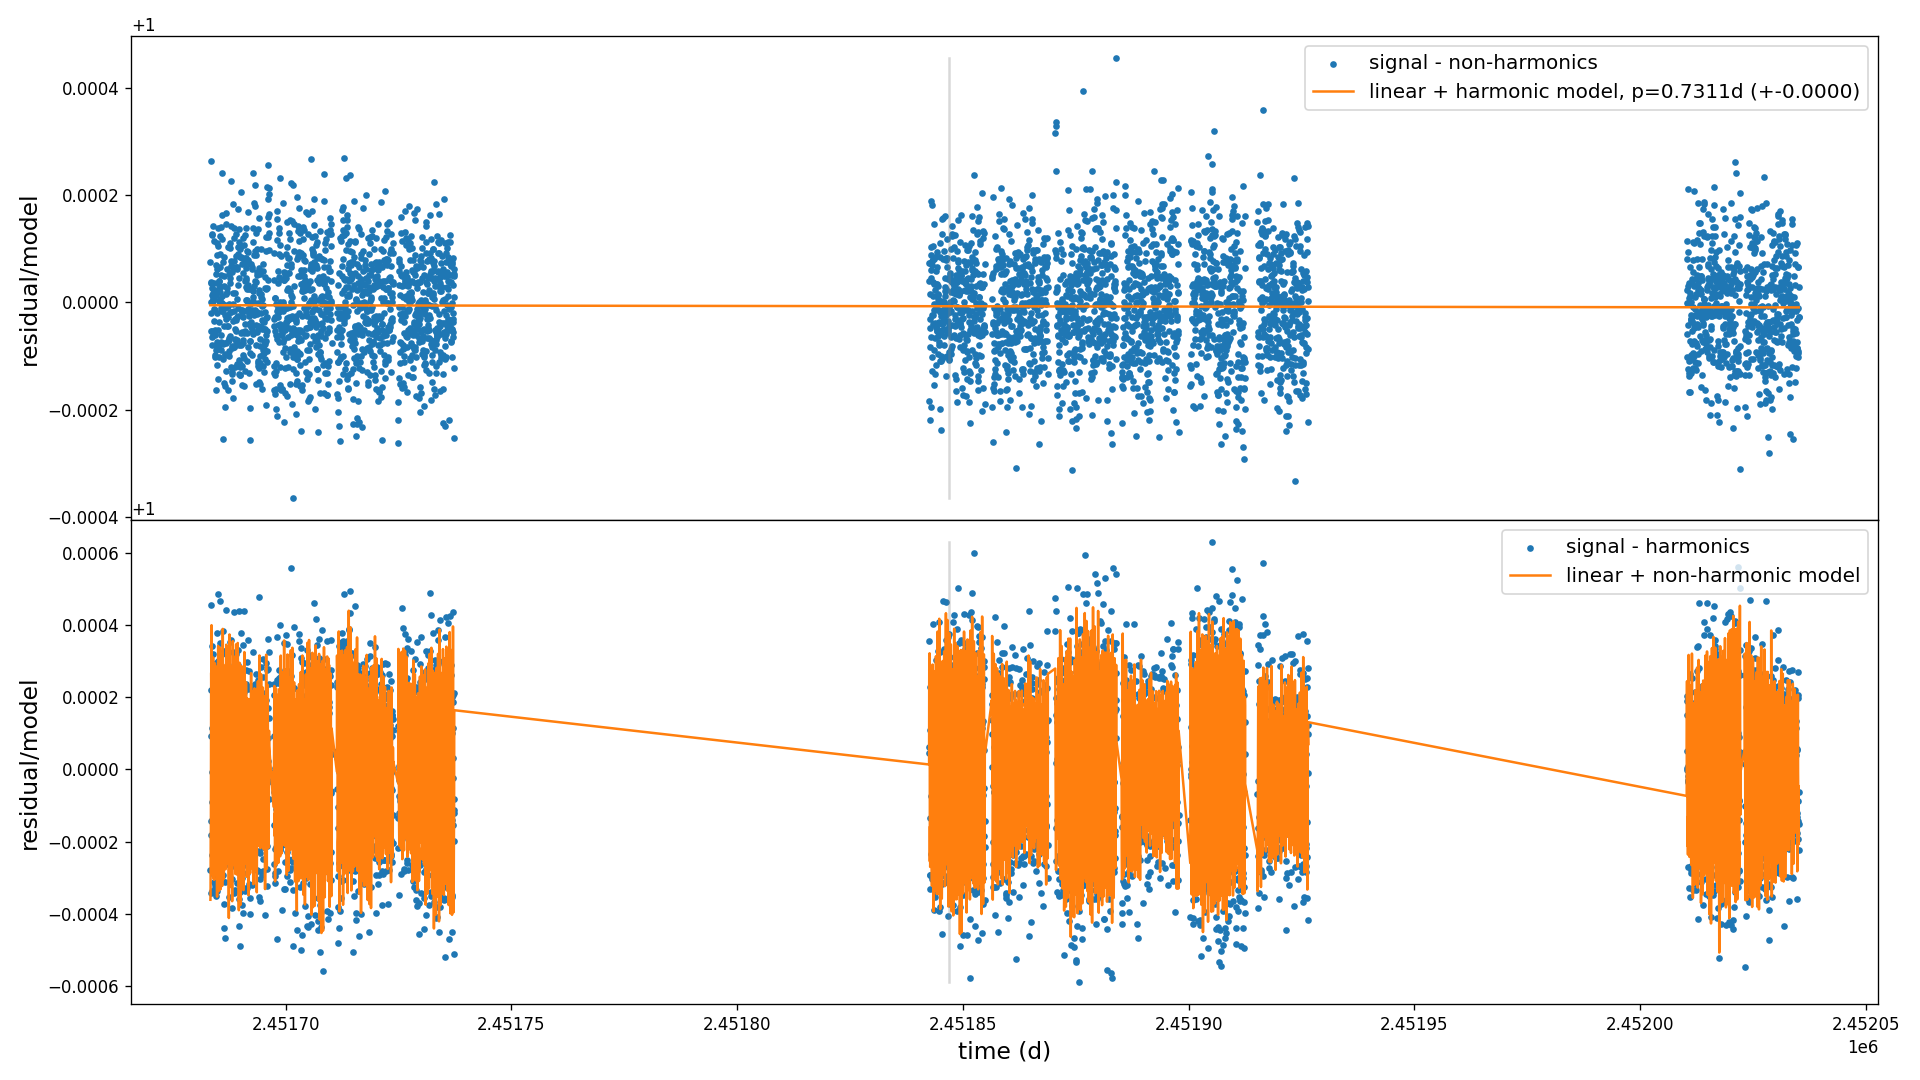 +1
signal - non-harmonics
linear + harmonic model, p=0.7311d (+-0.0000)
0.0004
0.0002
0.0000
−0.0002
−0.0004
residual/model
+1
signal - harmonics
linear + non-harmonic model
0.0006
0.0004
0.0002
0.0000
−0.0002
−0.0004
−0.0006
residual/model
2.45170
2.45175
2.45180
2.45185
2.45190
2.45195
2.45200
2.45205
1e6
time (d)